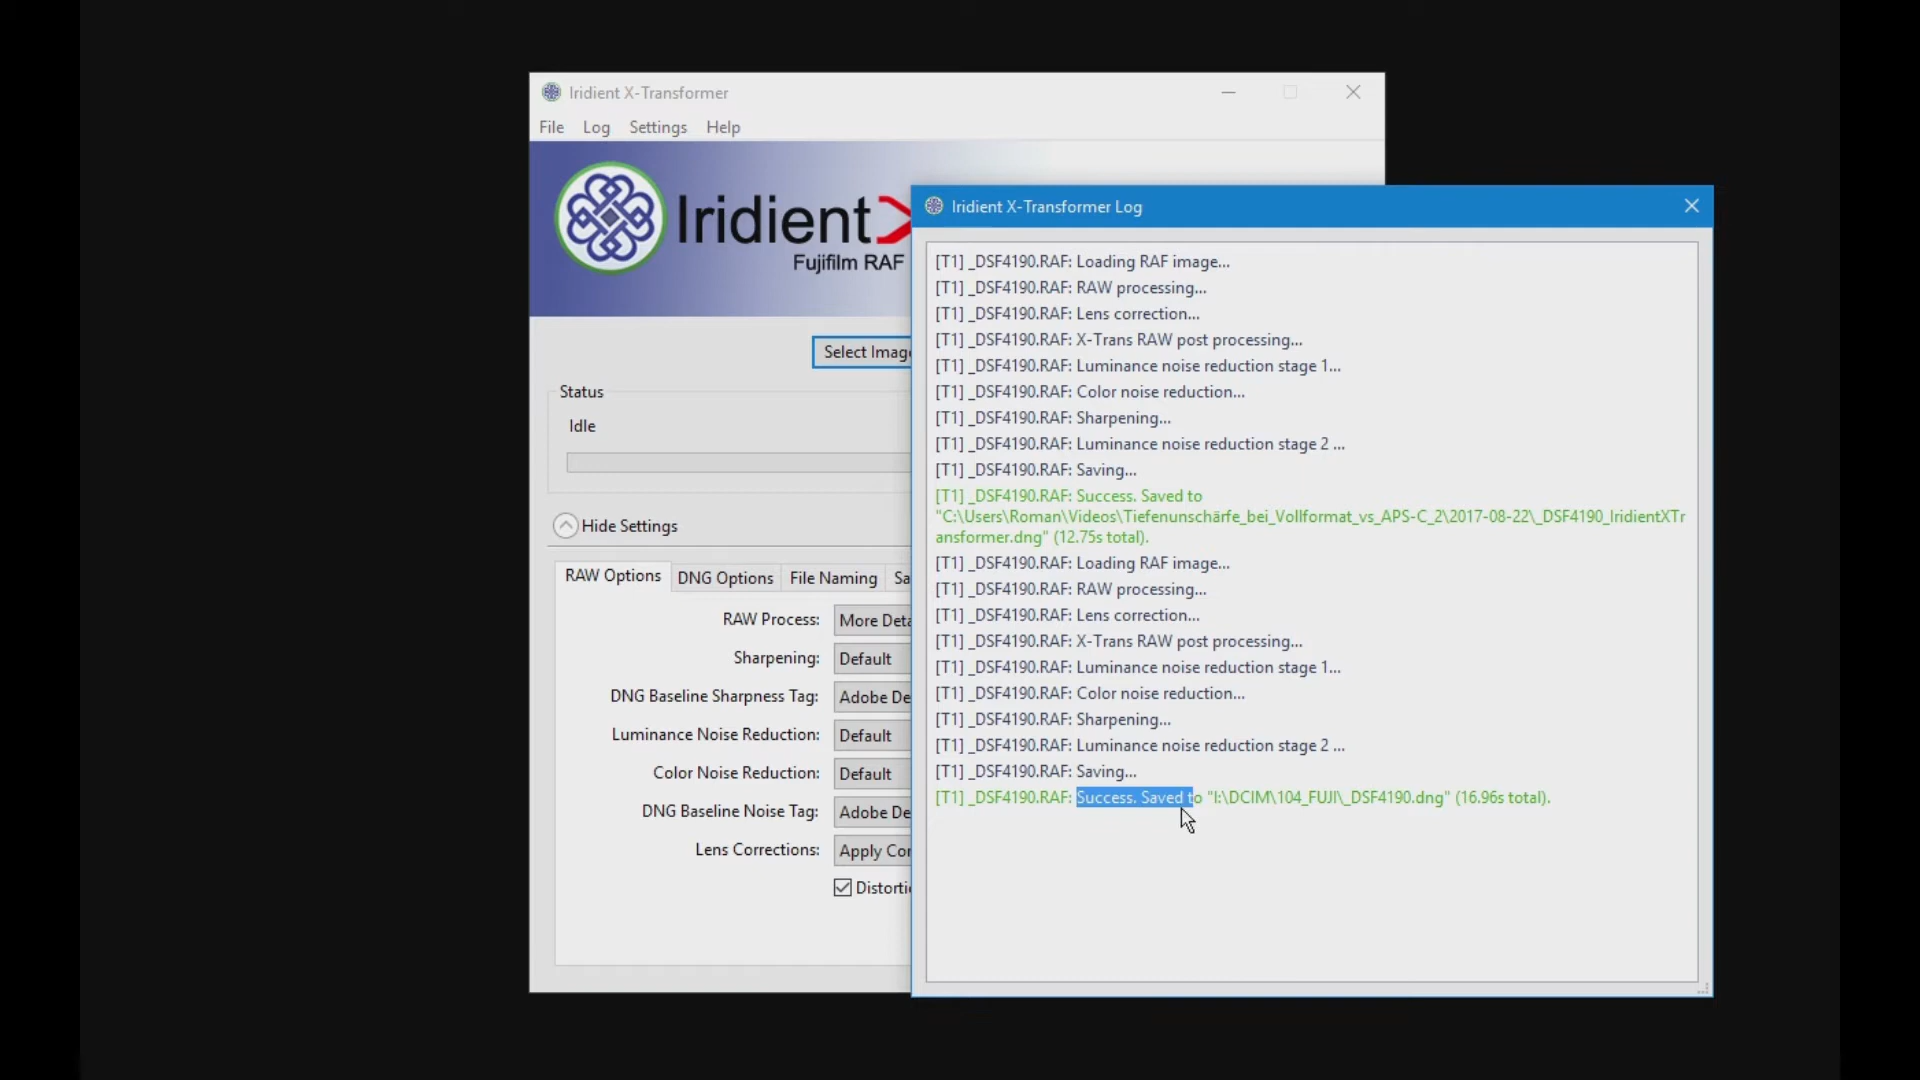 Iridient X-Transformer
File Log Settings Help
Iridient X
Fujifilm RAF
Select Imag
Status
Idle
Hide Settings
RAW Options DNG Options File Naming Sa
RAW Process: More Deta
Sharpening: Default
DNG Baseline Sharpness Tag: Adobe De
Luminance Noise Reduction: Default
Color Noise Reduction: Default
DNG Baseline Noise Tag: Adobe De
Lens Corrections: Apply Cor
Distortio
Iridient X-Transformer Log
[T1] _DSF4190.RAF: Loading RAF image...
[T1] _DSF4190.RAF: RAW processing...
[T1] _DSF4190.RAF: Lens correction...
[T1] _DSF4190.RAF: X-Trans RAW post processing...
[T1] _DSF4190.RAF: Luminance noise reduction stage 1...
[T1] _DSF4190.RAF: Color noise reduction...
[T1] _DSF4190.RAF: Sharpening...
[T1] _DSF4190.RAF: Luminance noise reduction stage 2 ...
[T1] _DSF4190.RAF: Saving...
[T1] _DSF4190.RAF: Success. Saved to
"C:\Users\Roman\Videos\Tiefenunschärfe_bei_Vollformat_vs_APS-C_2\2017-08-22\_DSF4190_IridientXTr
ansformer.dng" (12.75s total).
[T1] _DSF4190.RAF: Loading RAF image...
[T1] _DSF4190.RAF: RAW processing...
[T1] _DSF4190.RAF: Lens correction...
[T1] _DSF4190.RAF: X-Trans RAW post processing...
[T1] _DSF4190.RAF: Luminance noise reduction stage 1...
[T1] _DSF4190.RAF: Color noise reduction...
[T1] _DSF4190.RAF: Sharpening...
[T1] _DSF4190.RAF: Luminance noise reduction stage 2 ...
[T1] _DSF4190.RAF: Saving...
[T1] _DSF4190.RAF: Success. Saved to "I:\DCIM\104_FUJI\_DSF4190.dng" (16.96s total).